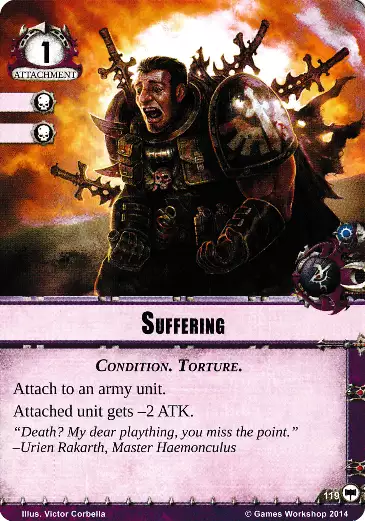 1
ATTACHMENT
SUFFERING
CONDITION. TORTURE.
Attach to an army unit.
Attached unit gets –2 ATK.
“Death? My dear plaything, you miss the point.”
–Urien Rakarth, Master Haemonculus
119
Illus. Victor Corbella
© Games Workshop 2014